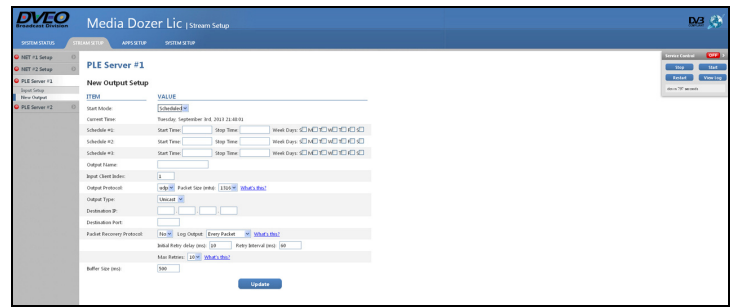 DVEO
Broadcast Division
Media Dozer Lic | Stream Setup
DVB
SYSTEM STATUS STREAM SETUP APPS SETUP SYSTEM SETUP
NET #1 Setup
NET #2 Setup
PLE Server #1
Input Setup
New Output
PLE Server #2
PLE Server #1
New Output Setup
ITEM VALUE
Start Mode: Scheduled
Current Time: Tuesday, September 3rd, 2013 21:48:01
Schedule #1: Start Time: Stop Time: Week Days: S M T W T F S
Schedule #2: Start Time: Stop Time: Week Days: S M T W T F S
Schedule #3: Start Time: Stop Time: Week Days: S M T W T F S
Output Name:
Input Client Index: 1
Output Protocol: udp Packet Size (mtu): 1316 What's this?
Output Type: Unicast
Destination IP: . . .
Destination Port:
Packet Recovery Protocol: No Log Output: Every Packet What's this?
Initial Retry delay (ms): 10 Retry Interval (ms): 60
Max Retries: 10 What's this?
Buffer Size (ms): 500
Update
Service Control OFF
Stop Start
Restart View Log
seconds